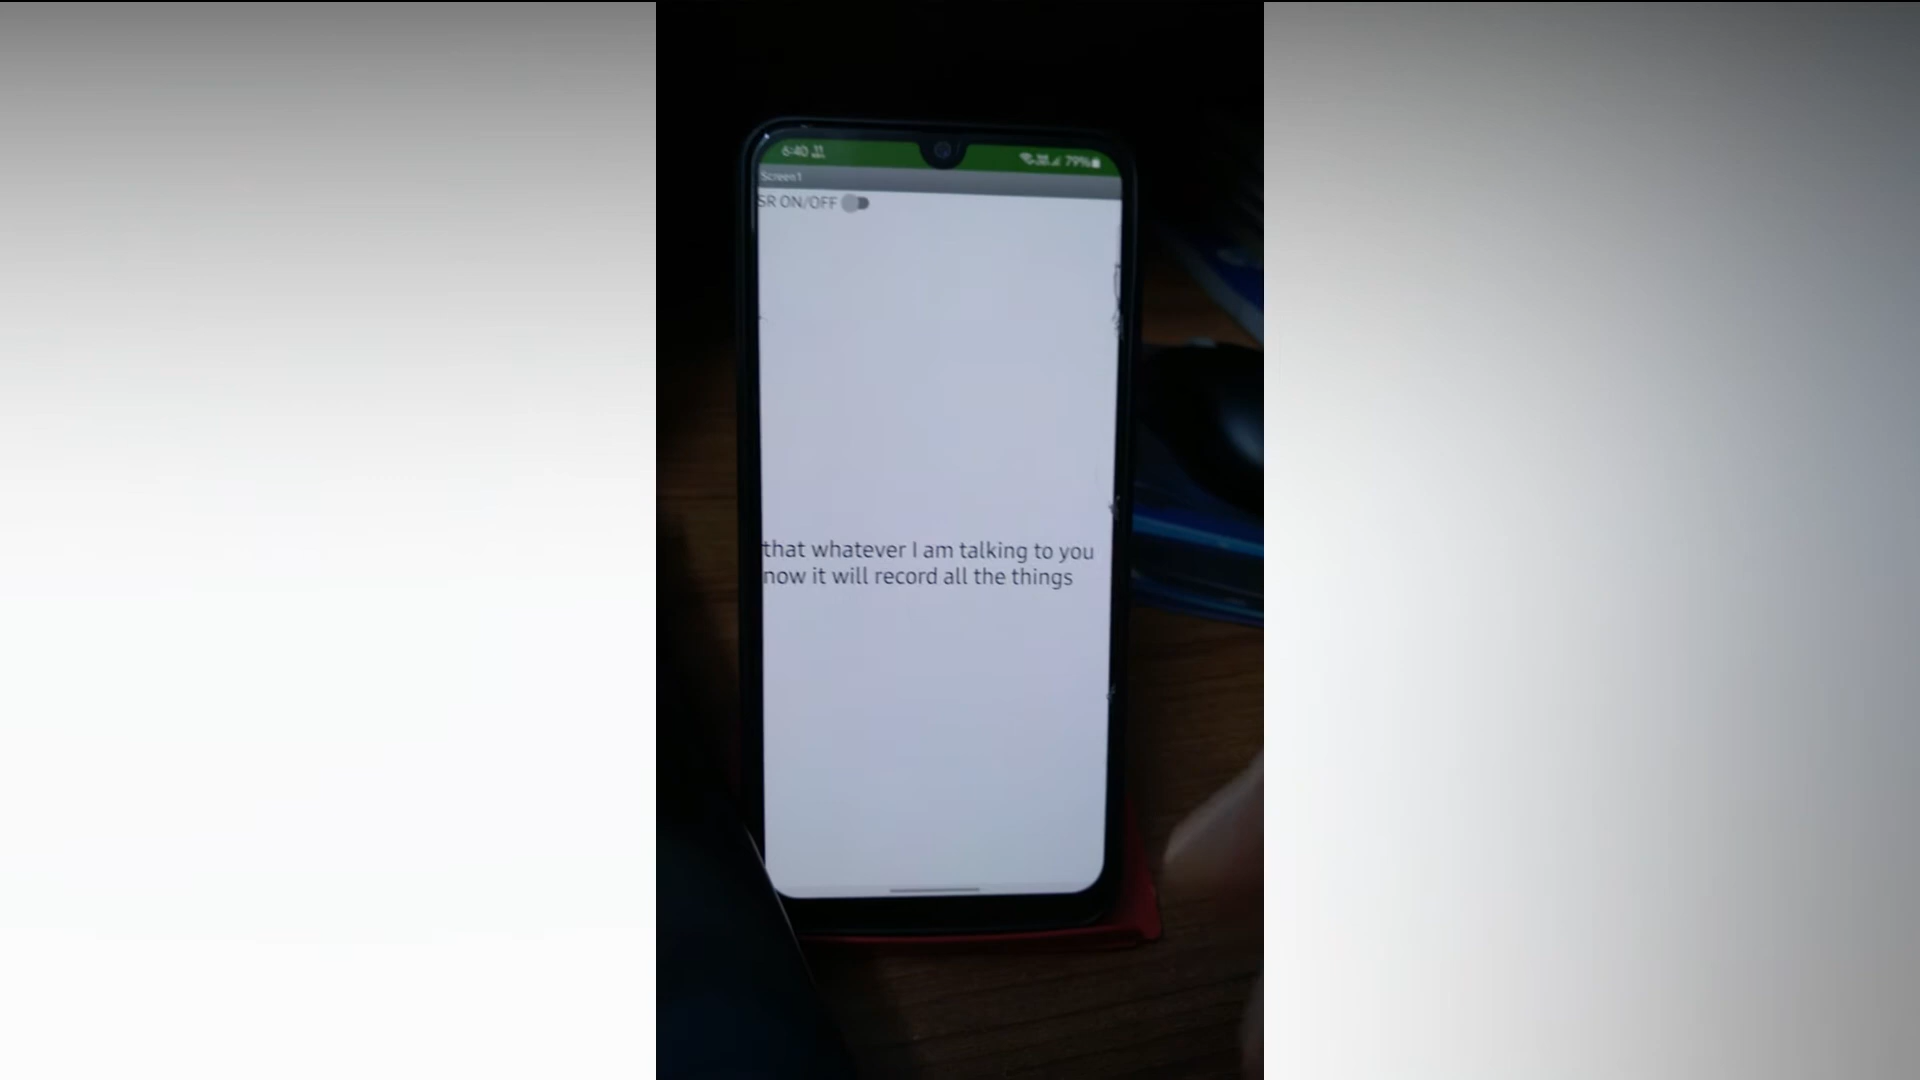 6:40
79%
Screen1
SR ON/OFF
that whatever I am talking to you
now it will record all the things